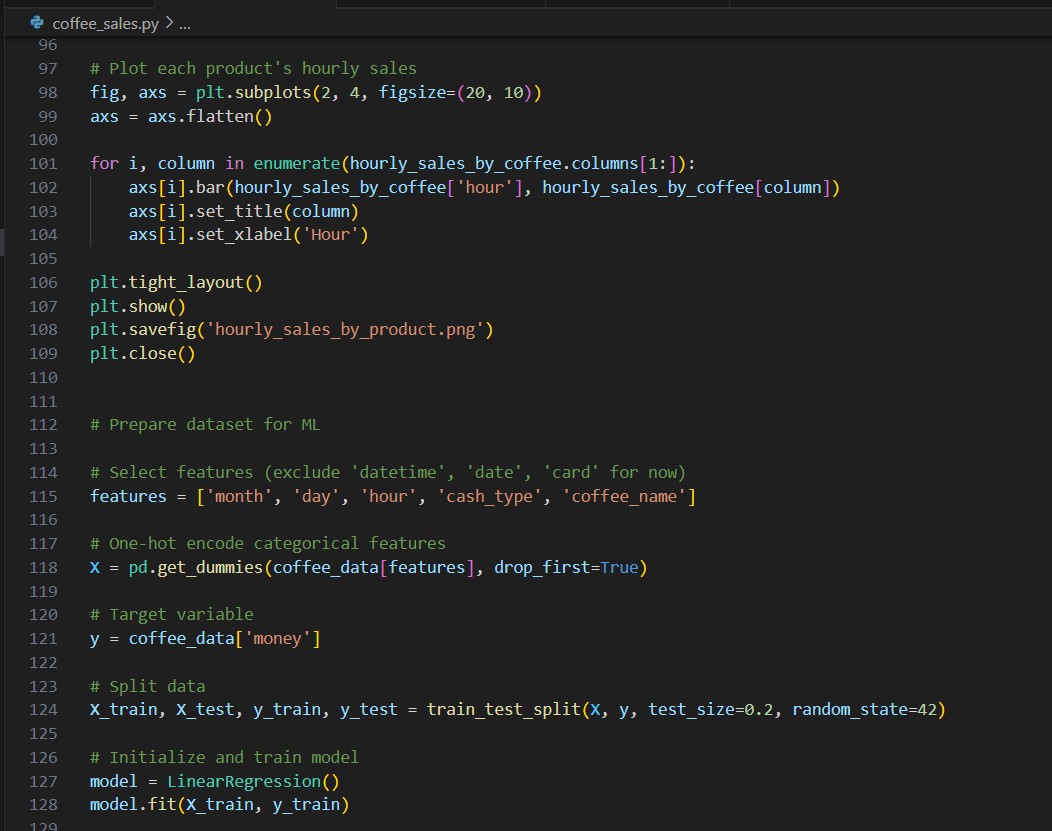 coffee_sales.py > ...
96
97 # Plot each product's hourly sales
98 fig, axs = plt.subplots(2, 4, figsize=(20, 10))
99 axs = axs.flatten()
100
101 for i, column in enumerate(hourly_sales_by_coffee.columns[1:]):
102     axs[i].bar(hourly_sales_by_coffee['hour'], hourly_sales_by_coffee[column])
103     axs[i].set_title(column)
104     axs[i].set_xlabel('Hour')
105
106 plt.tight_layout()
107 plt.show()
108 plt.savefig('hourly_sales_by_product.png')
109 plt.close()
110
111
112 # Prepare dataset for ML
113
114 # Select features (exclude 'datetime', 'date', 'card' for now)
115 features = ['month', 'day', 'hour', 'cash_type', 'coffee_name']
116
117 # One-hot encode categorical features
118 X = pd.get_dummies(coffee_data[features], drop_first=True)
119
120 # Target variable
121 y = coffee_data['money']
122
123 # Split data
124 X_train, X_test, y_train, y_test = train_test_split(X, y, test_size=0.2, random_state=42)
125
126 # Initialize and train model
127 model = LinearRegression()
128 model.fit(X_train, y_train)
129